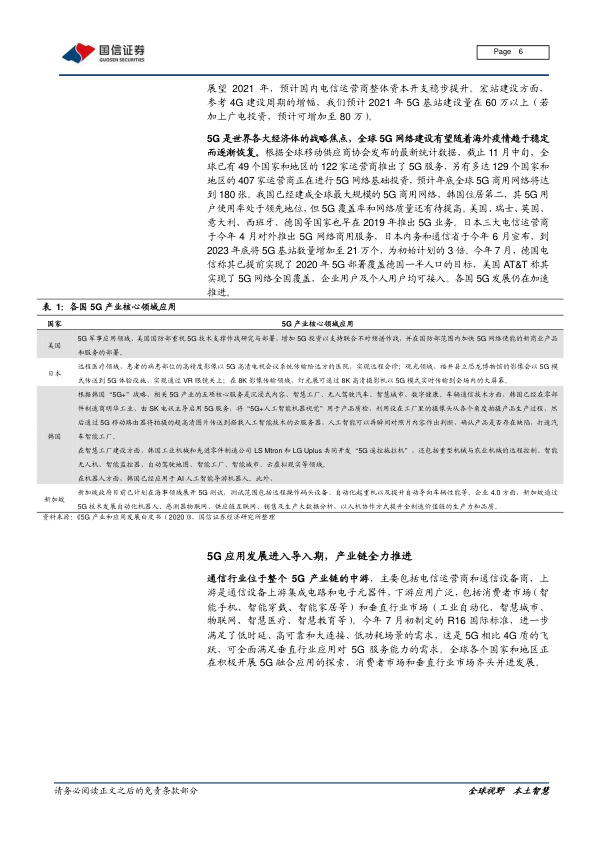 国信证券
GUOSEN SECURITIES
Page 6
展望 2021 年，预计国内电信运营商整体资本开支稳步提升。宏站建设方面，
参考 4G 建设周期的增幅，我们预计 2021 年 5G 基站建设量在 60 万以上（若
加上广电投资，预计可增加至 80 万）。
5G 是世界各大经济体的战略焦点，全球 5G 网络建设有望随着海外疫情趋于稳定
而逐渐恢复。根据全球移动供应商协会发布的最新统计数据，截止 11 月中旬，全
球已有 49 个国家和地区的 122 家运营商推出了 5G 服务，另有多达 129 个国家和
地区的 407 家运营商正在进行 5G 网络基础投资，预计年底全球 5G 商用网络将达
到 180 张。我国已经建成全球最大规模的 5G 商用网络，韩国位居第二，其 5G 用
户使用率处于领先地位，但 5G 覆盖率和网络质量还有待提高。美国、瑞士、英国、
意大利、西班牙、德国等国家也早在 2019 年推出 5G 业务。日本三大电信运营商
于今年 4 月对外推出 5G 网络商用服务，日本内务和通信省于今年 6 月宣布，到
2023 年底将 5G 基站数量增加至 21 万个，为初始计划的 3 倍。今年 7 月，德国电
信称其已提前实现了 2020 年 5G 部署覆盖德国一半人口的目标，美国 AT&T 称其
实现了 5G 网络全国覆盖，企业用户及个人用户均可接入。各国 5G 发展仍在加速
推进。
表 1：各国 5G 产业核心领域应用
国家 5G 产业核心领域应用
美国 5G 军事应用领域，美国国防部重视 5G 技术支撑作战研究与部署，增加 5G 投资以支持联合不对频谱作战，并在国防部范围内加快 5G 网络使能的新商业产品
和服务的部署。
日本 远程医疗领域，患者的病患部位的高精度影像以 5G 高清电视会议系统传输给远方的医院，实现远程会诊；观光领域，福井县立恐龙博物馆的影像会以 5G 模
式传送到 5G 体验设施，实现通过 VR 眼镜关上；在 8K 影像传输领域，灯光展可通过 8K 高清摄影机以 5G 模式实时传输到会场内的大屏幕。
韩国 根据韩国“5G+”战略，相关 5G 产业的五项核心服务是沉浸式内容、智慧工厂、无人驾驶汽车、智慧城市、数字健康。车辆通信技术方面，韩国已经在零部
件制造商明华工业、由 SK 电讯主导启用 5G 服务，将“5G+人工智能机器视觉”用于产品质检，利用设在工厂里的摄像头从各个角度拍摄产品生产过程，然
后通过 5G 移动路由器将拍摄的超高清图片传送到搭载人工智能技术的云服务器，人工智能可以再瞬间对照片内容作出判断，确认产品是否存在缺陷，打造汽
车智能工厂。
在智慧工厂建设方面，韩国工业机械和先进零件制造公司 LS Mtron 和 LG Uplus 共同开发“5G 遥控拖拉机”，还包括重型机械与农业机械的远程控制、智能
无人机、智能监控器、自动驾驶地图、智能工厂、智能城市、云虚拟现实等领域。
在机器人方面，韩国已经应用于 AI 人工智能导游机器人。此外，
新加坡 新加坡政府目前已计划在海事领域展开 5G 测试，测试范围包括远程操作码头设备、自动化起重机以及提升自动导向车辆性能等。企业 4.0 方面，新加坡通过
5G 技术发展自动化机器人、感测器物联网、供应链互联网、销售及生产大数据分析，以人机协作方式提升全制造价值链的生产力和品质。
资料来源：《5G 产业和应用发展白皮书（2020）》、国信证券经济研究所整理
5G 应用发展进入导入期，产业链全力推进
通信行业位于整个 5G 产业链的中游，主要包括电信运营商和通信设备商，上
游是通信设备上游集成电路和电子元器件，下游应用广泛，包括消费者市场（智
能手机、智能穿戴、智能家居等）和垂直行业市场（工业自动化、智慧城市、
物联网、智慧医疗、智慧教育等）。今年 7 月初制定的 R16 国际标准，进一步
满足了低时延、高可靠和大连接、低功耗场景的需求，这是 5G 相比 4G 质的飞
跃，可全面满足垂直行业应用对 5G 服务能力的需求。全球各个国家和地区正
在积极开展 5G 融合应用的探索，消费者市场和垂直行业市场齐头并进发展。
请务必阅读正文之后的免责条款部分
全球视野 本土智慧